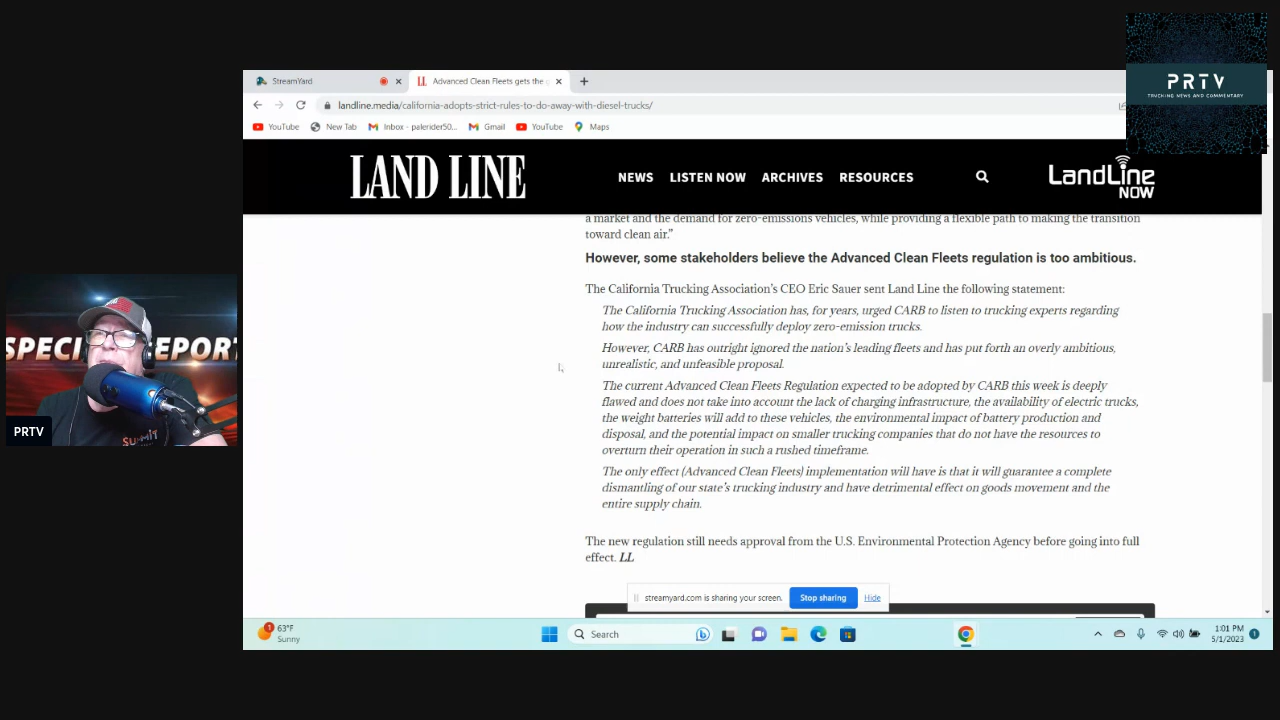 PRTV
TRUCKING NEWS AND COMMENTARY
StreamYard
Advanced Clean Fleets gets the g
landline.media/california-adopts-strict-rules-to-do-away-with-diesel-trucks/
YouTube
New Tab
Inbox - palerider50...
Gmail
YouTube
Maps
LAND LINE
NEWS
LISTEN NOW
ARCHIVES
RESOURCES
LandLine
NOW
a market and the demand for zero-emissions vehicles, while providing a flexible path to making the transition
toward clean air.”
However, some stakeholders believe the Advanced Clean Fleets regulation is too ambitious.
The California Trucking Association’s CEO Eric Sauer sent Land Line the following statement:
The California Trucking Association has, for years, urged CARB to listen to trucking experts regarding
how the industry can successfully deploy zero-emission trucks.
However, CARB has outright ignored the nation’s leading fleets and has put forth an overly ambitious,
unrealistic, and unfeasible proposal.
The current Advanced Clean Fleets Regulation expected to be adopted by CARB this week is deeply
flawed and does not take into account the lack of charging infrastructure, the availability of electric trucks,
the weight batteries will add to these vehicles, the environmental impact of battery production and
disposal, and the potential impact on smaller trucking companies that do not have the resources to
overturn their operation in such a rushed timeframe.
The only effect (Advanced Clean Fleets) implementation will have is that it will guarantee a complete
dismantling of our state’s trucking industry and have detrimental effect on goods movement and the
entire supply chain.
The new regulation still needs approval from the U.S. Environmental Protection Agency before going into full
effect. LL
streamyard.com is sharing your screen.
Stop sharing
Hide
SPECI
EPORT
SUMMIT
PRTV
1
63°F
Sunny
Search
1:01 PM
5/1/2023
1